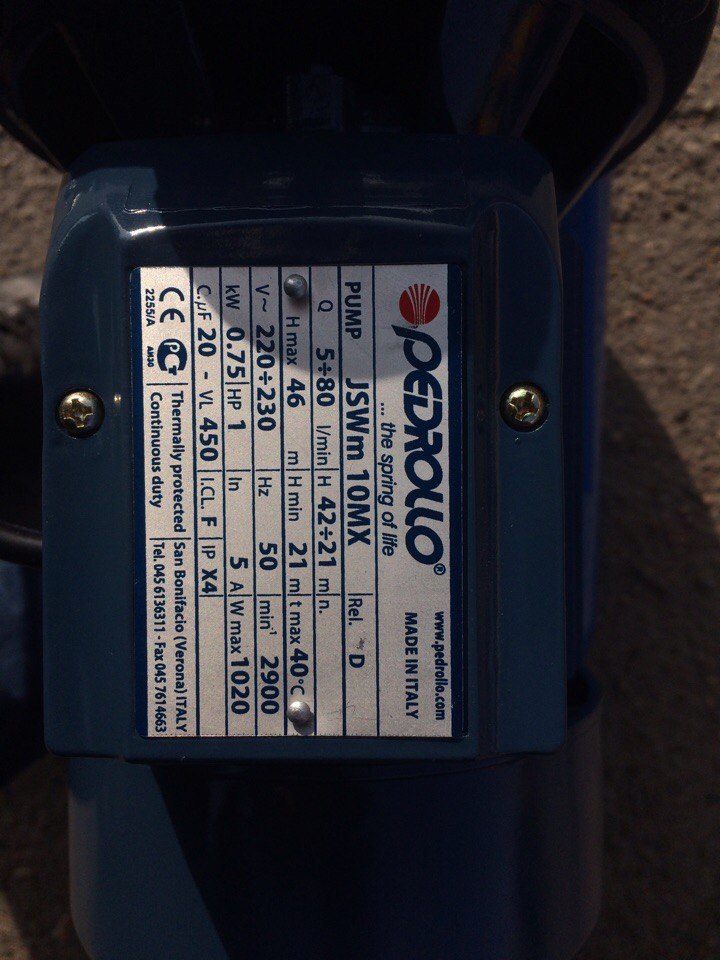 PEDROLLO®
... the spring of life
www.pedrollo.com
MADE IN ITALY
PUMP JSWm 10MX Rel. D
Q 5÷80 l/min H 42÷21 m n.
H max 46 m H min 21 m t max 40 °C
V~ 220÷230 Hz 50 min¹ 2900
kW 0.75 HP 1 In 5 A W max 1020
C.µF 20 - VL 450 I.CL. F IP X4
CE PG Thermally protected San Bonifacio (Verona) ITALY
2255/A AM30 Continuous duty Tel. 045 6136311 - Fax 045 7614663